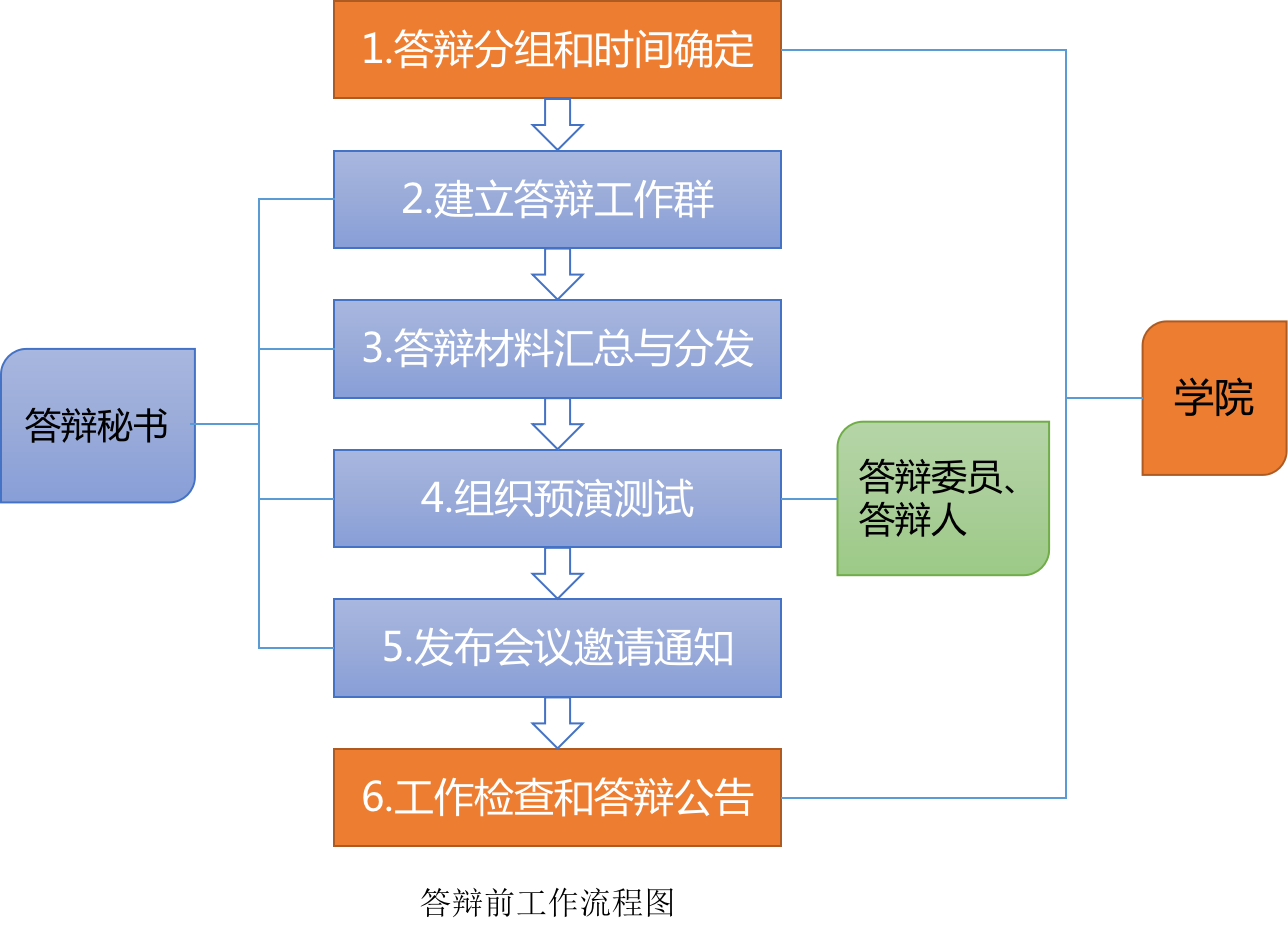 1.答辩分组和时间确定
2.建立答辩工作群
3.答辩材料汇总与分发
答辩秘书
学院
4.组织预演测试
答辩委员、
答辩人
5.发布会议邀请通知
6.工作检查和答辩公告
答辩前工作流程图